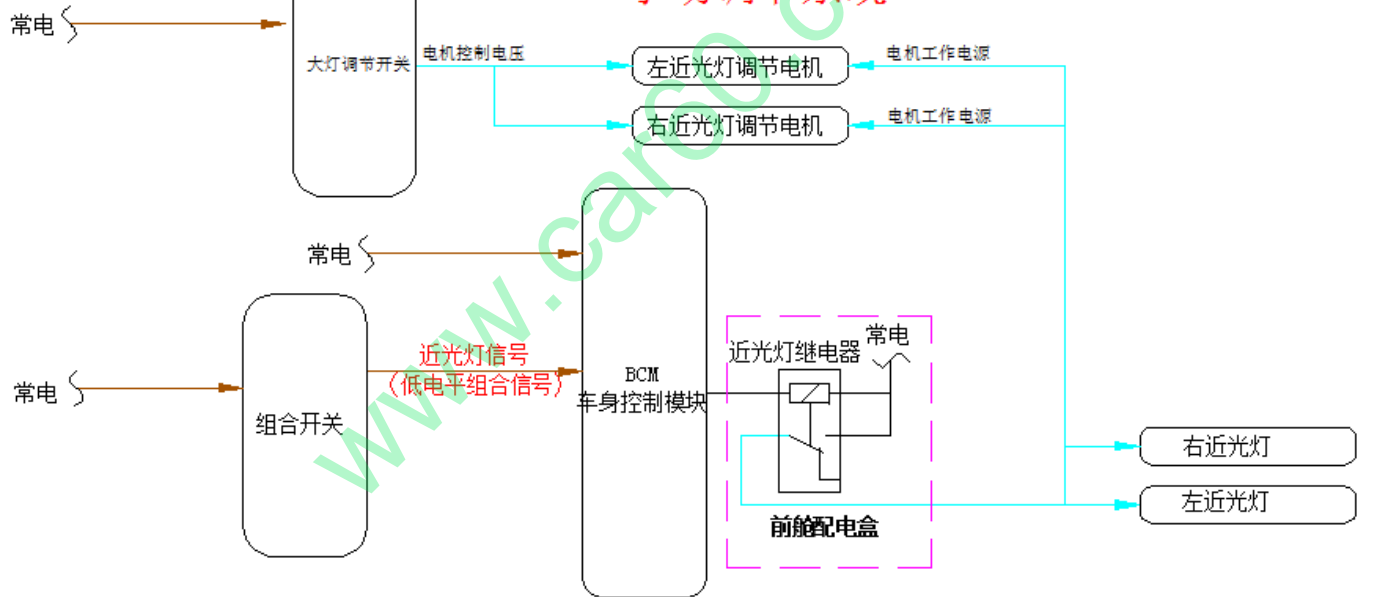 常电
大灯调节开关
电机控制电压
左近光灯调节电机
电机工作电源
右近光灯调节电机
电机工作电源
常电
常电
组合开关
近光灯信号
(低电平组合信号)
BCM
车身控制模块
近光灯继电器
常电
前舱配电盒
右近光灯
左近光灯